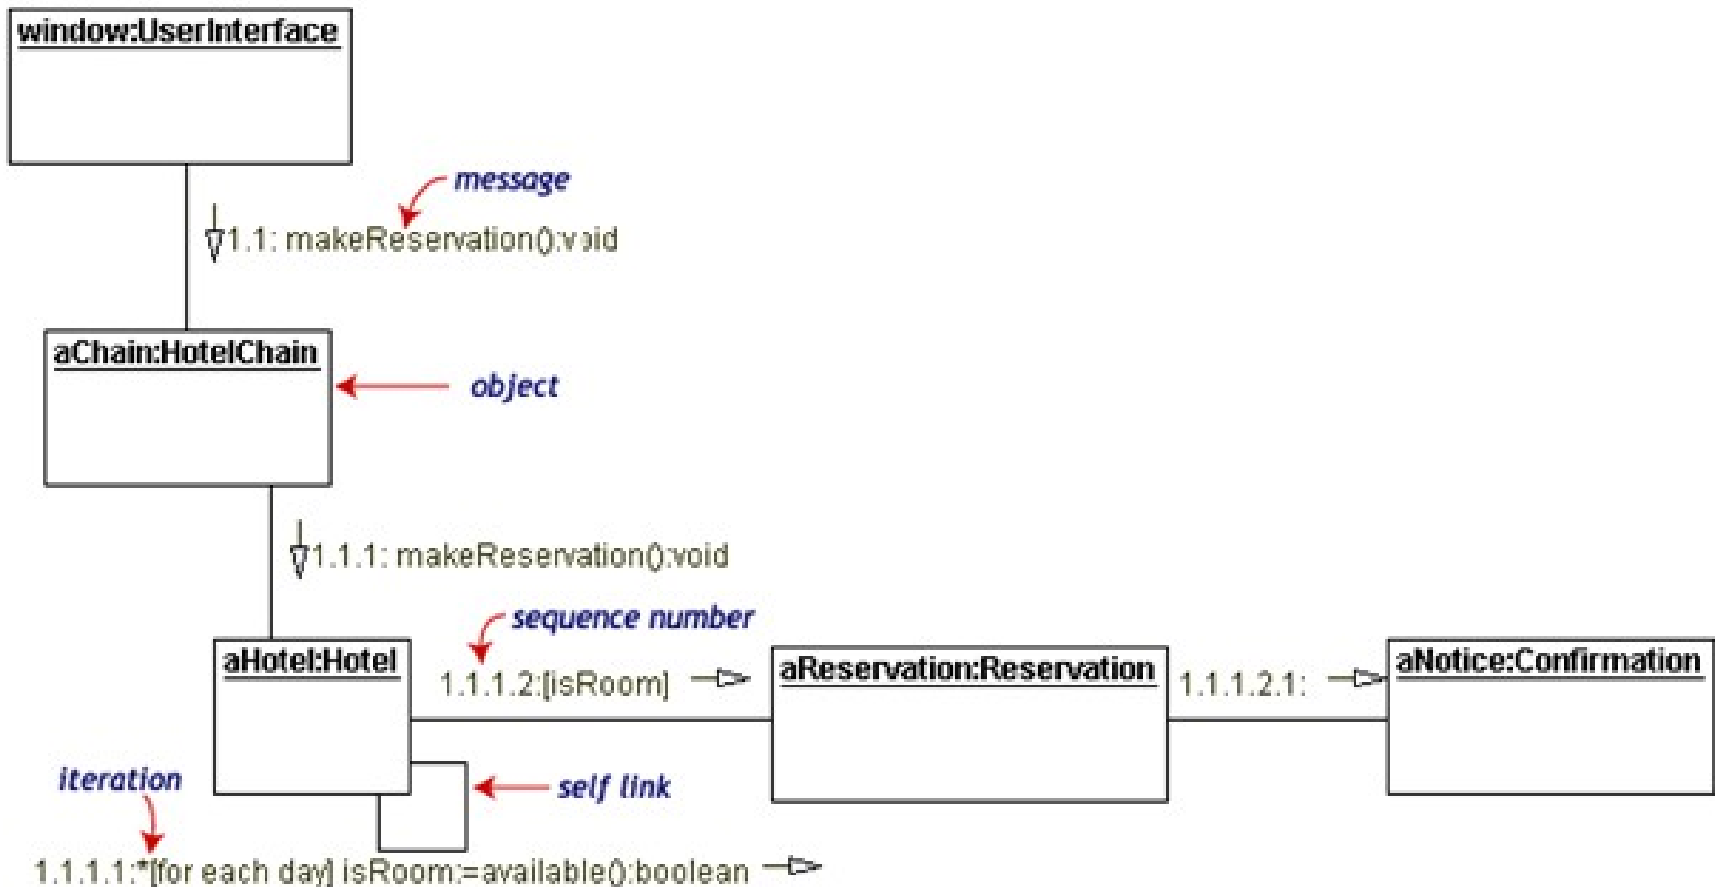 window:UserInterface
message
1.1: makeReservation():void
aChain:HotelChain
object
1.1.1: makeReservation():void
sequence number
aHotel:Hotel
1.1.1.2:[isRoom]
aReservation:Reservation
1.1.1.2.1:
aNotice:Confirmation
iteration
self link
1.1.1.1:*[for each day] isRoom:=available():boolean